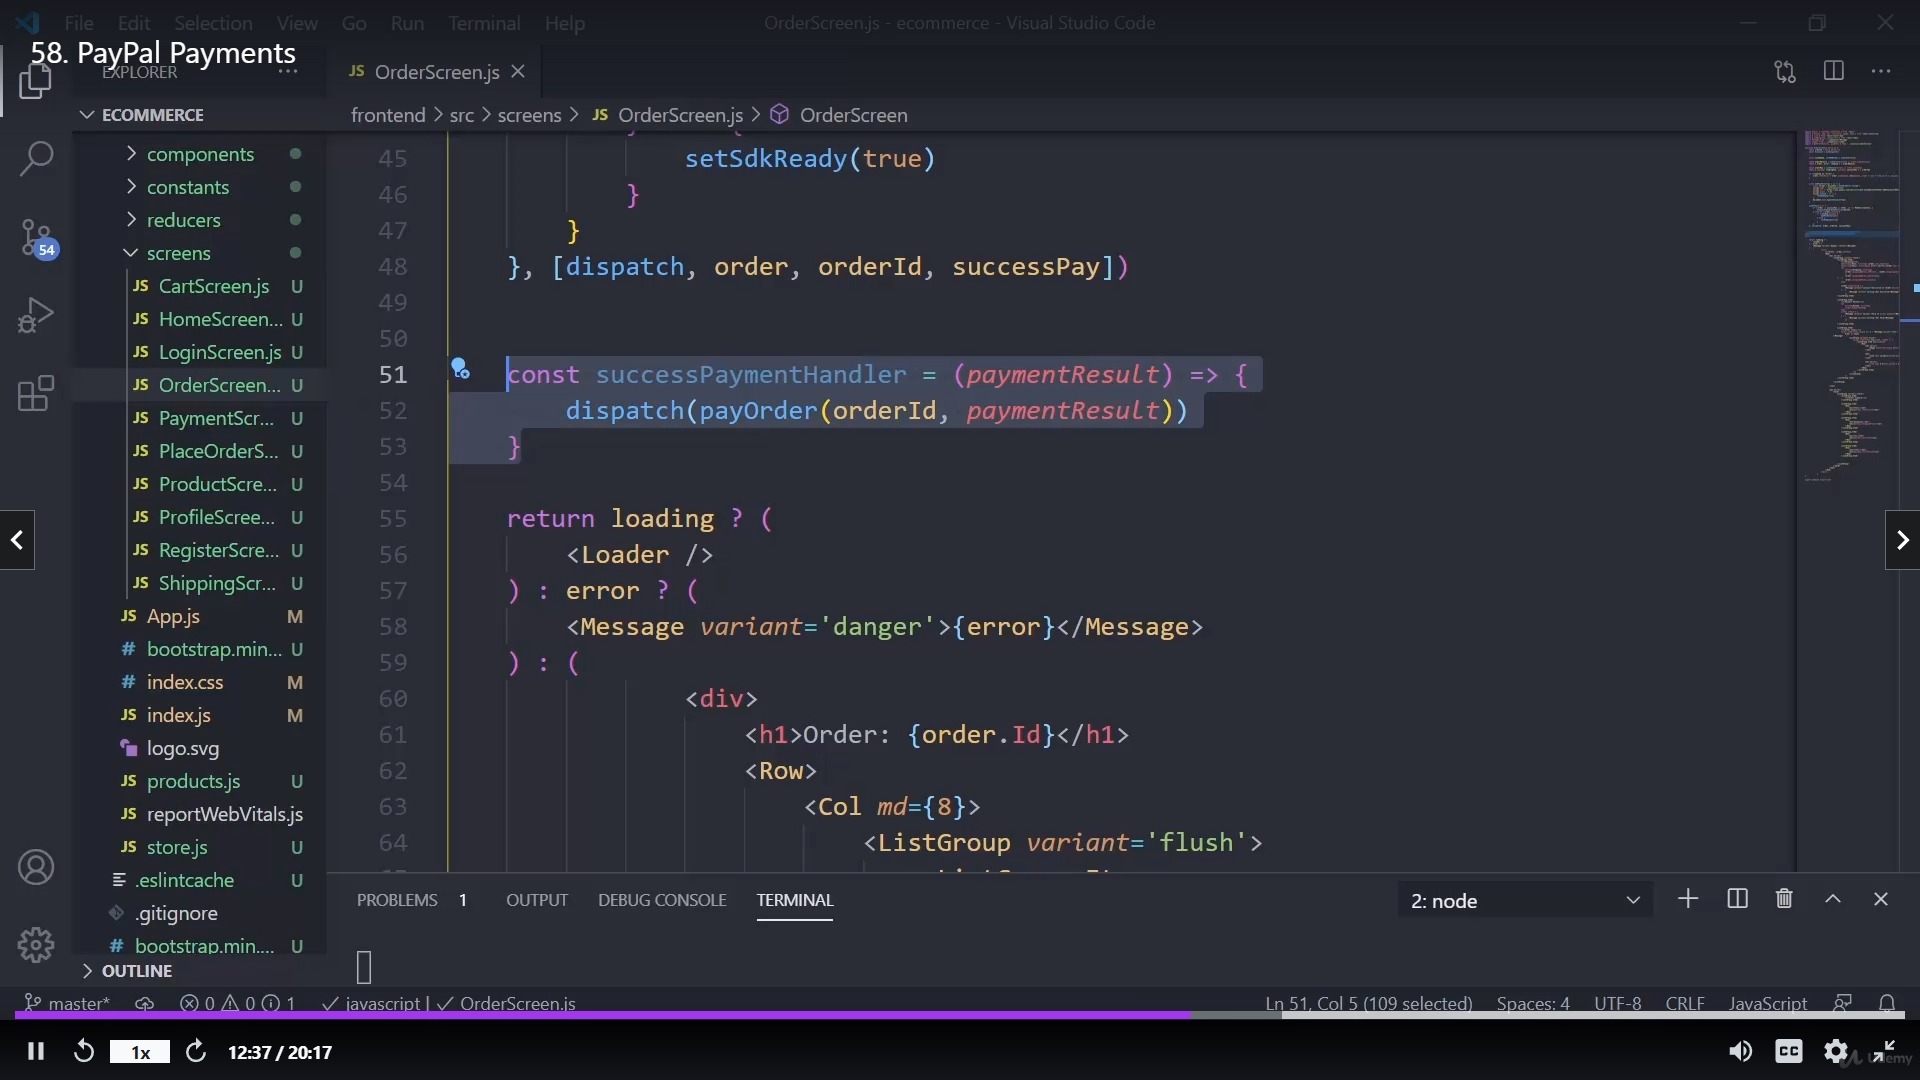 File Edit Selection View Go Run Terminal Help
OrderScreen.js - ecommerce - Visual Studio Code
58. PayPal Payments
EXPLORER
JS OrderScreen.js
ECOMMERCE
frontend > src > screens > JS OrderScreen.js > OrderScreen
components
constants
reducers
screens
JS CartScreen.js U
JS HomeScreen... U
JS LoginScreen.js U
JS OrderScreen... U
JS PaymentScr... U
JS PlaceOrderS... U
JS ProductScre... U
JS ProfileScree... U
JS RegisterScre... U
JS ShippingScr... U
JS App.js M
# bootstrap.min... U
# index.css M
JS index.js M
logo.svg
JS products.js U
JS reportWebVitals.js
JS store.js U
.eslintcache U
.gitignore
# bootstrap.min.... U
OUTLINE
54
45 setSdkReady(true)
46 }
47 }
48 }, [dispatch, order, orderId, successPay])
49
50
51 const successPaymentHandler = (paymentResult) => {
52 dispatch(payOrder(orderId, paymentResult))
53 }
54
55 return loading ? (
56 <Loader />
57 ) : error ? (
58 <Message variant='danger'>{error}</Message>
59 ) : (
60 <div>
61 <h1>Order: {order.Id}</h1>
62 <Row>
63 <Col md={8}>
64 <ListGroup variant='flush'>
PROBLEMS 1 OUTPUT DEBUG CONSOLE TERMINAL
2: node
master* 0 0 1 javascript | OrderScreen.js
Ln 51, Col 5 (109 selected) Spaces: 4 UTF-8 CRLF JavaScript
1x 12:37 / 20:17
CC
Udemy